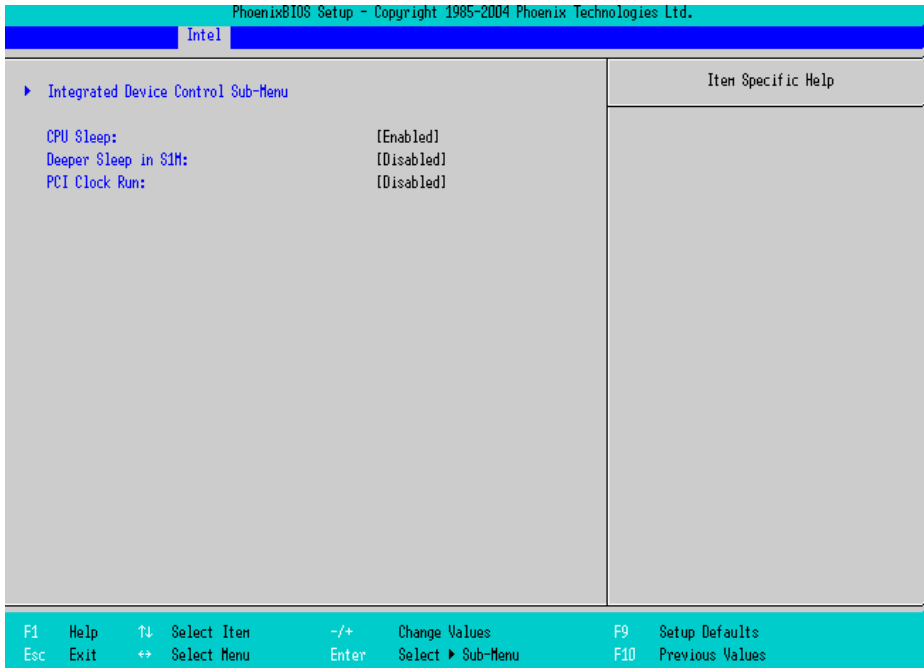 PhoenixBIOS Setup - Copyright 1985-2004 Phoenix Technologies Ltd.
Intel
Item Specific Help
▶ Integrated Device Control Sub-Menu
CPU Sleep: [Enabled]
Deeper Sleep in S1M: [Disabled]
PCI Clock Run: [Disabled]
F1 Help ↑↓ Select Item -/+ Change Values F9 Setup Defaults
Esc Exit ↔ Select Menu Enter Select ▶ Sub-Menu F10 Previous Values